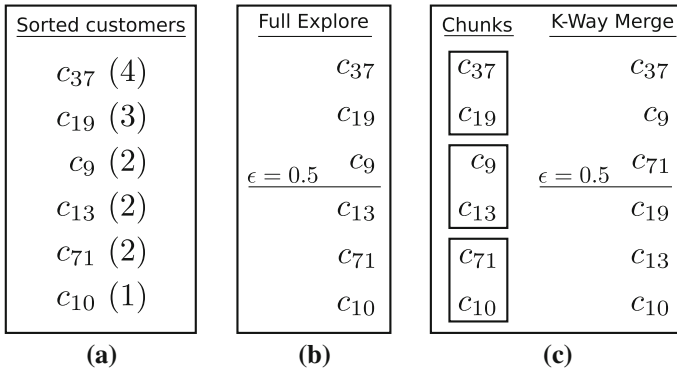 Sorted customers
c37 (4)
c19 (3)
c9 (2)
c13 (2)
c71 (2)
c10 (1)
(a)
Full Explore
c37
c19
c9
ϵ = 0.5
c13
c71
c10
(b)
Chunks
c37
c19
c9
c13
c71
c10
K-Way Merge
c37
c9
c71
ϵ = 0.5
c19
c13
c10
(c)